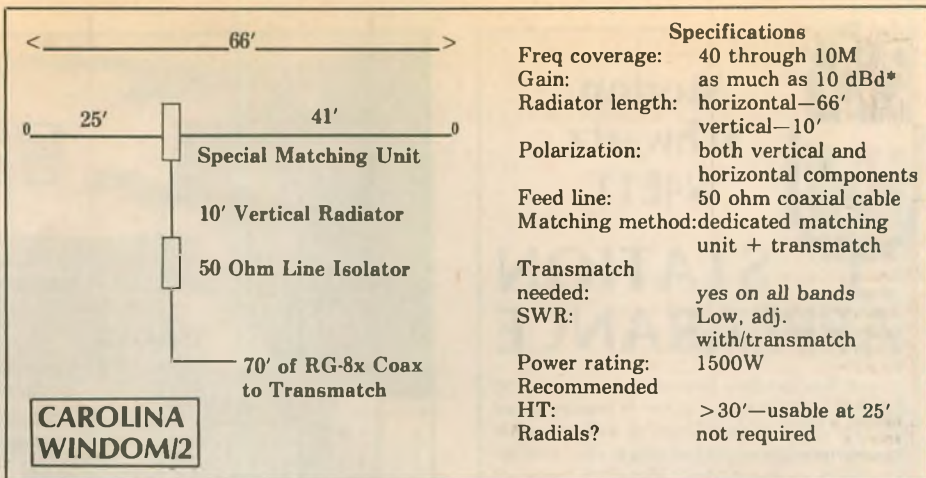 < 66′ >
0 25′ 41′ 0
Special Matching Unit
10′ Vertical Radiator
50 Ohm Line Isolator
70′ of RG-8x Coax
to Transmatch
CAROLINA
WINDOM/2
Specifications
Freq coverage: 40 through 10M
Gain: as much as 10 dBd*
Radiator length: horizontal—66′
vertical—10′
Polarization: both vertical and
horizontal components
Feed line: 50 ohm coaxial cable
Matching method: dedicated matching
unit + transmatch
Transmatch
needed: yes on all bands
SWR: Low, adj.
with/transmatch
Power rating: 1500W
Recommended
HT: >30′—usable at 25′
Radials? not required